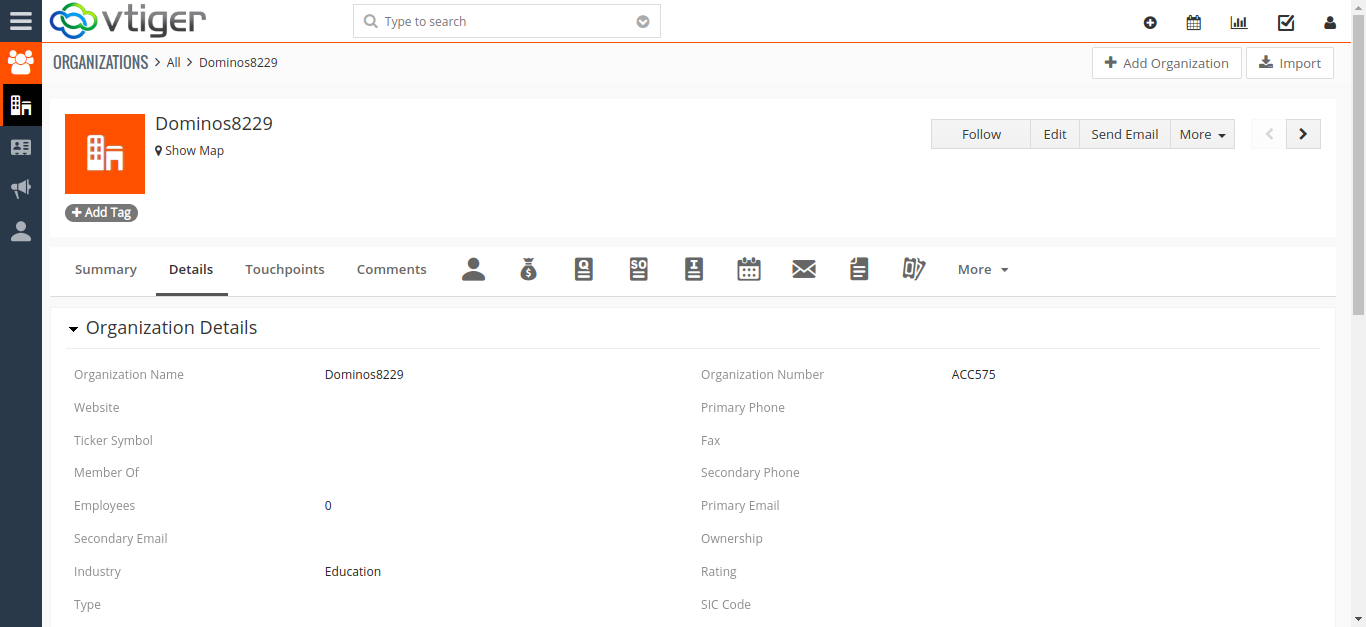 vtiger
Type to search
ORGANIZATIONS > All > Dominos8229
Add Organization
Import
Dominos8229
Show Map
Follow
Edit
Send Email
More
+ Add Tag
Summary
Details
Touchpoints
Comments
$
Q
SO
I
More
Organization Details
Organization Name Dominos8229 Organization Number ACC575
Website Primary Phone
Ticker Symbol Fax
Member Of Secondary Phone
Employees 0 Primary Email
Secondary Email Ownership
Industry Education Rating
Type SIC Code